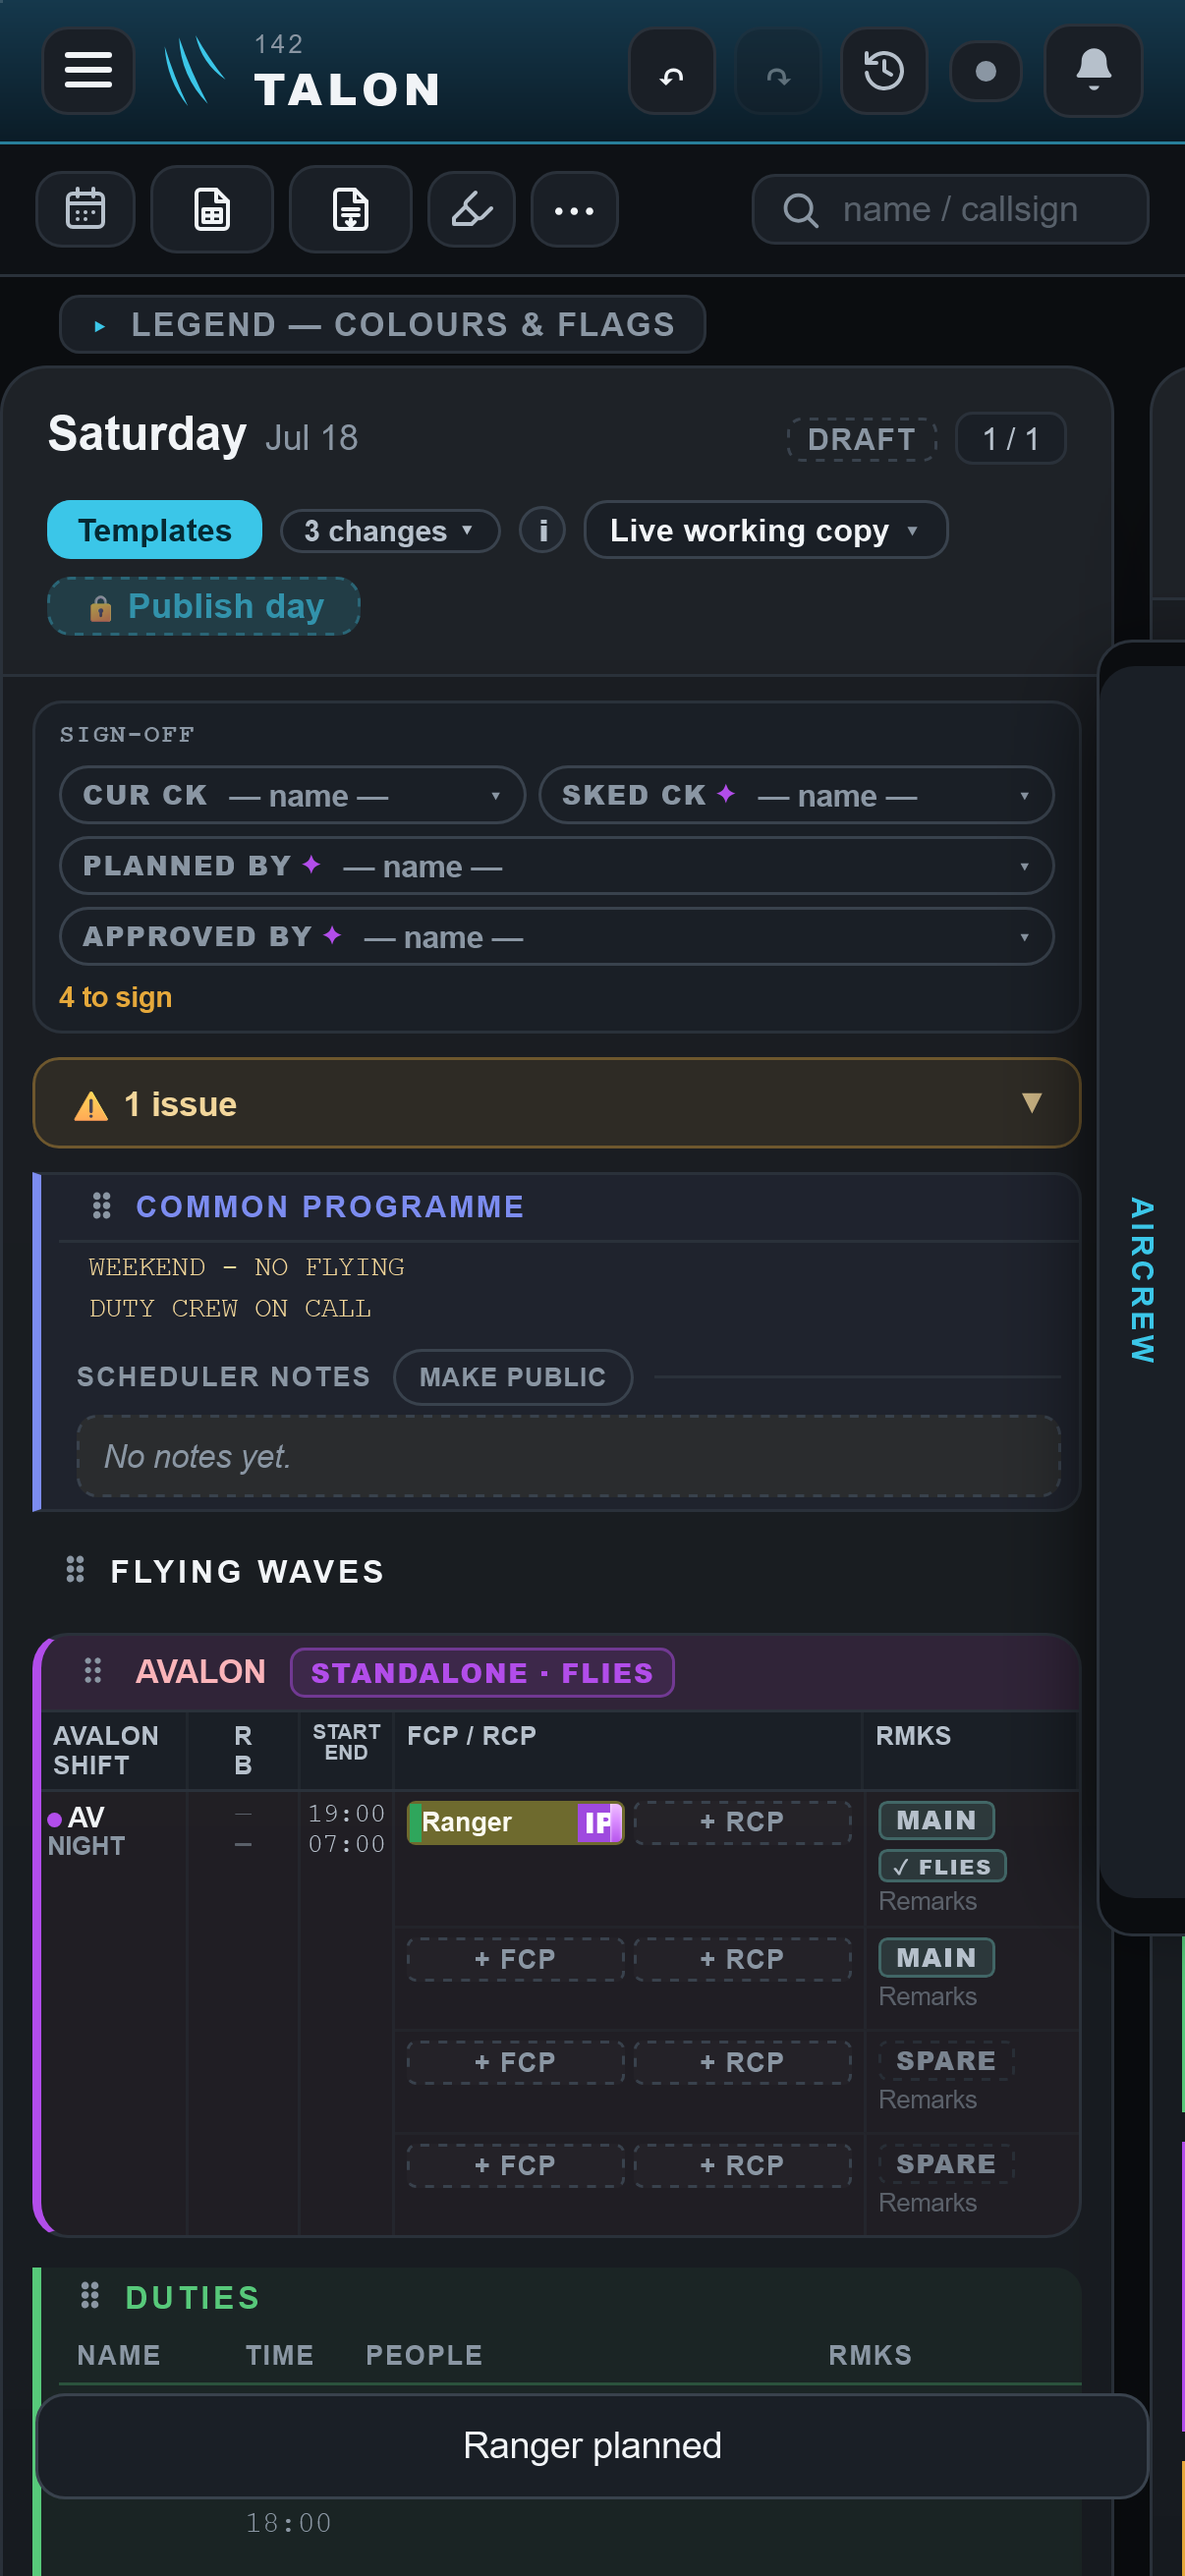 142
TALON
name / callsign
LEGEND — COLOURS & FLAGS
Saturday Jul 18
DRAFT
1 / 1
Templates
3 changes
i
Live working copy
Publish day
SIGN-OFF
CUR CK — name —
SKED CK — name —
PLANNED BY — name —
APPROVED BY — name —
4 to sign
1 issue
COMMON PROGRAMME
WEEKEND - NO FLYING
DUTY CREW ON CALL
SCHEDULER NOTES
MAKE PUBLIC
No notes yet.
AIRCREW
FLYING WAVES
AVALON
STANDALONE · FLIES
AVALON SHIFT
R B
START END
FCP / RCP
RMKS
AV NIGHT
—
—
19:00
07:00
Ranger IP
+ RCP
MAIN
✓ FLIES
Remarks
+ FCP
+ RCP
MAIN
Remarks
+ FCP
+ RCP
SPARE
Remarks
+ FCP
+ RCP
SPARE
Remarks
DUTIES
NAME
TIME
PEOPLE
RMKS
Ranger planned
18:00